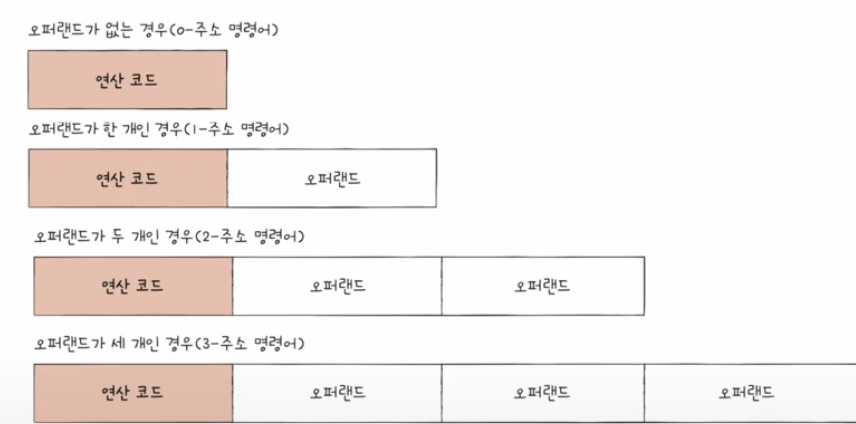 오퍼랜드가 없는 경우(0-주소 명령어)
연산 코드
오퍼랜드가 한 개인 경우(1-주소 명령어)
연산 코드 오퍼랜드
오퍼랜드가 두 개인 경우(2-주소 명령어)
연산 코드 오퍼랜드 오퍼랜드
오퍼랜드가 세 개인 경우(3-주소 명령어)
연산 코드 오퍼랜드 오퍼랜드 오퍼랜드